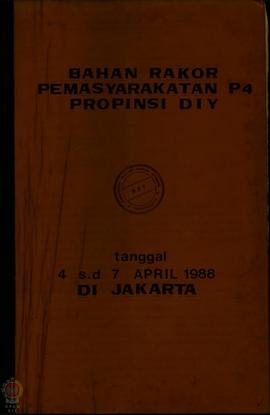 BAHAN RAKOR
PEMASYARAKATAN P4
PROPINSI DIY
tanggal
4 s.d 7 APRIL 1988
DI JAKARTA